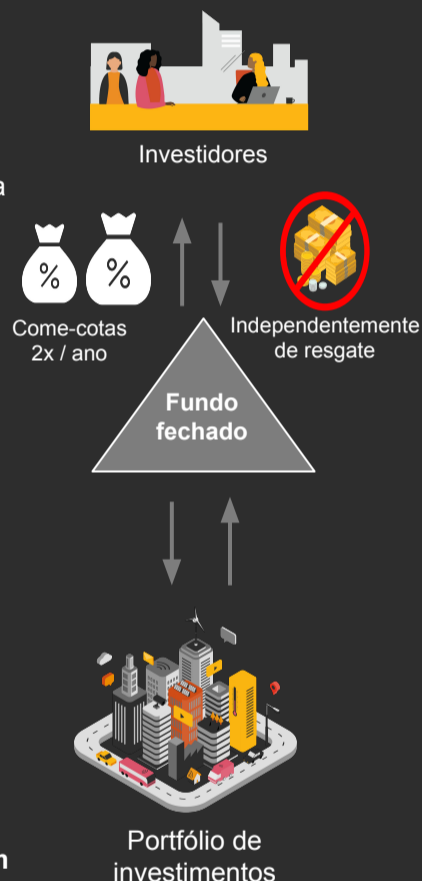 Investidores
a
%
%
Come-cotas
2x / ano
Independentemente
de resgate
Fundo
fechado
Portfólio de
investimentos